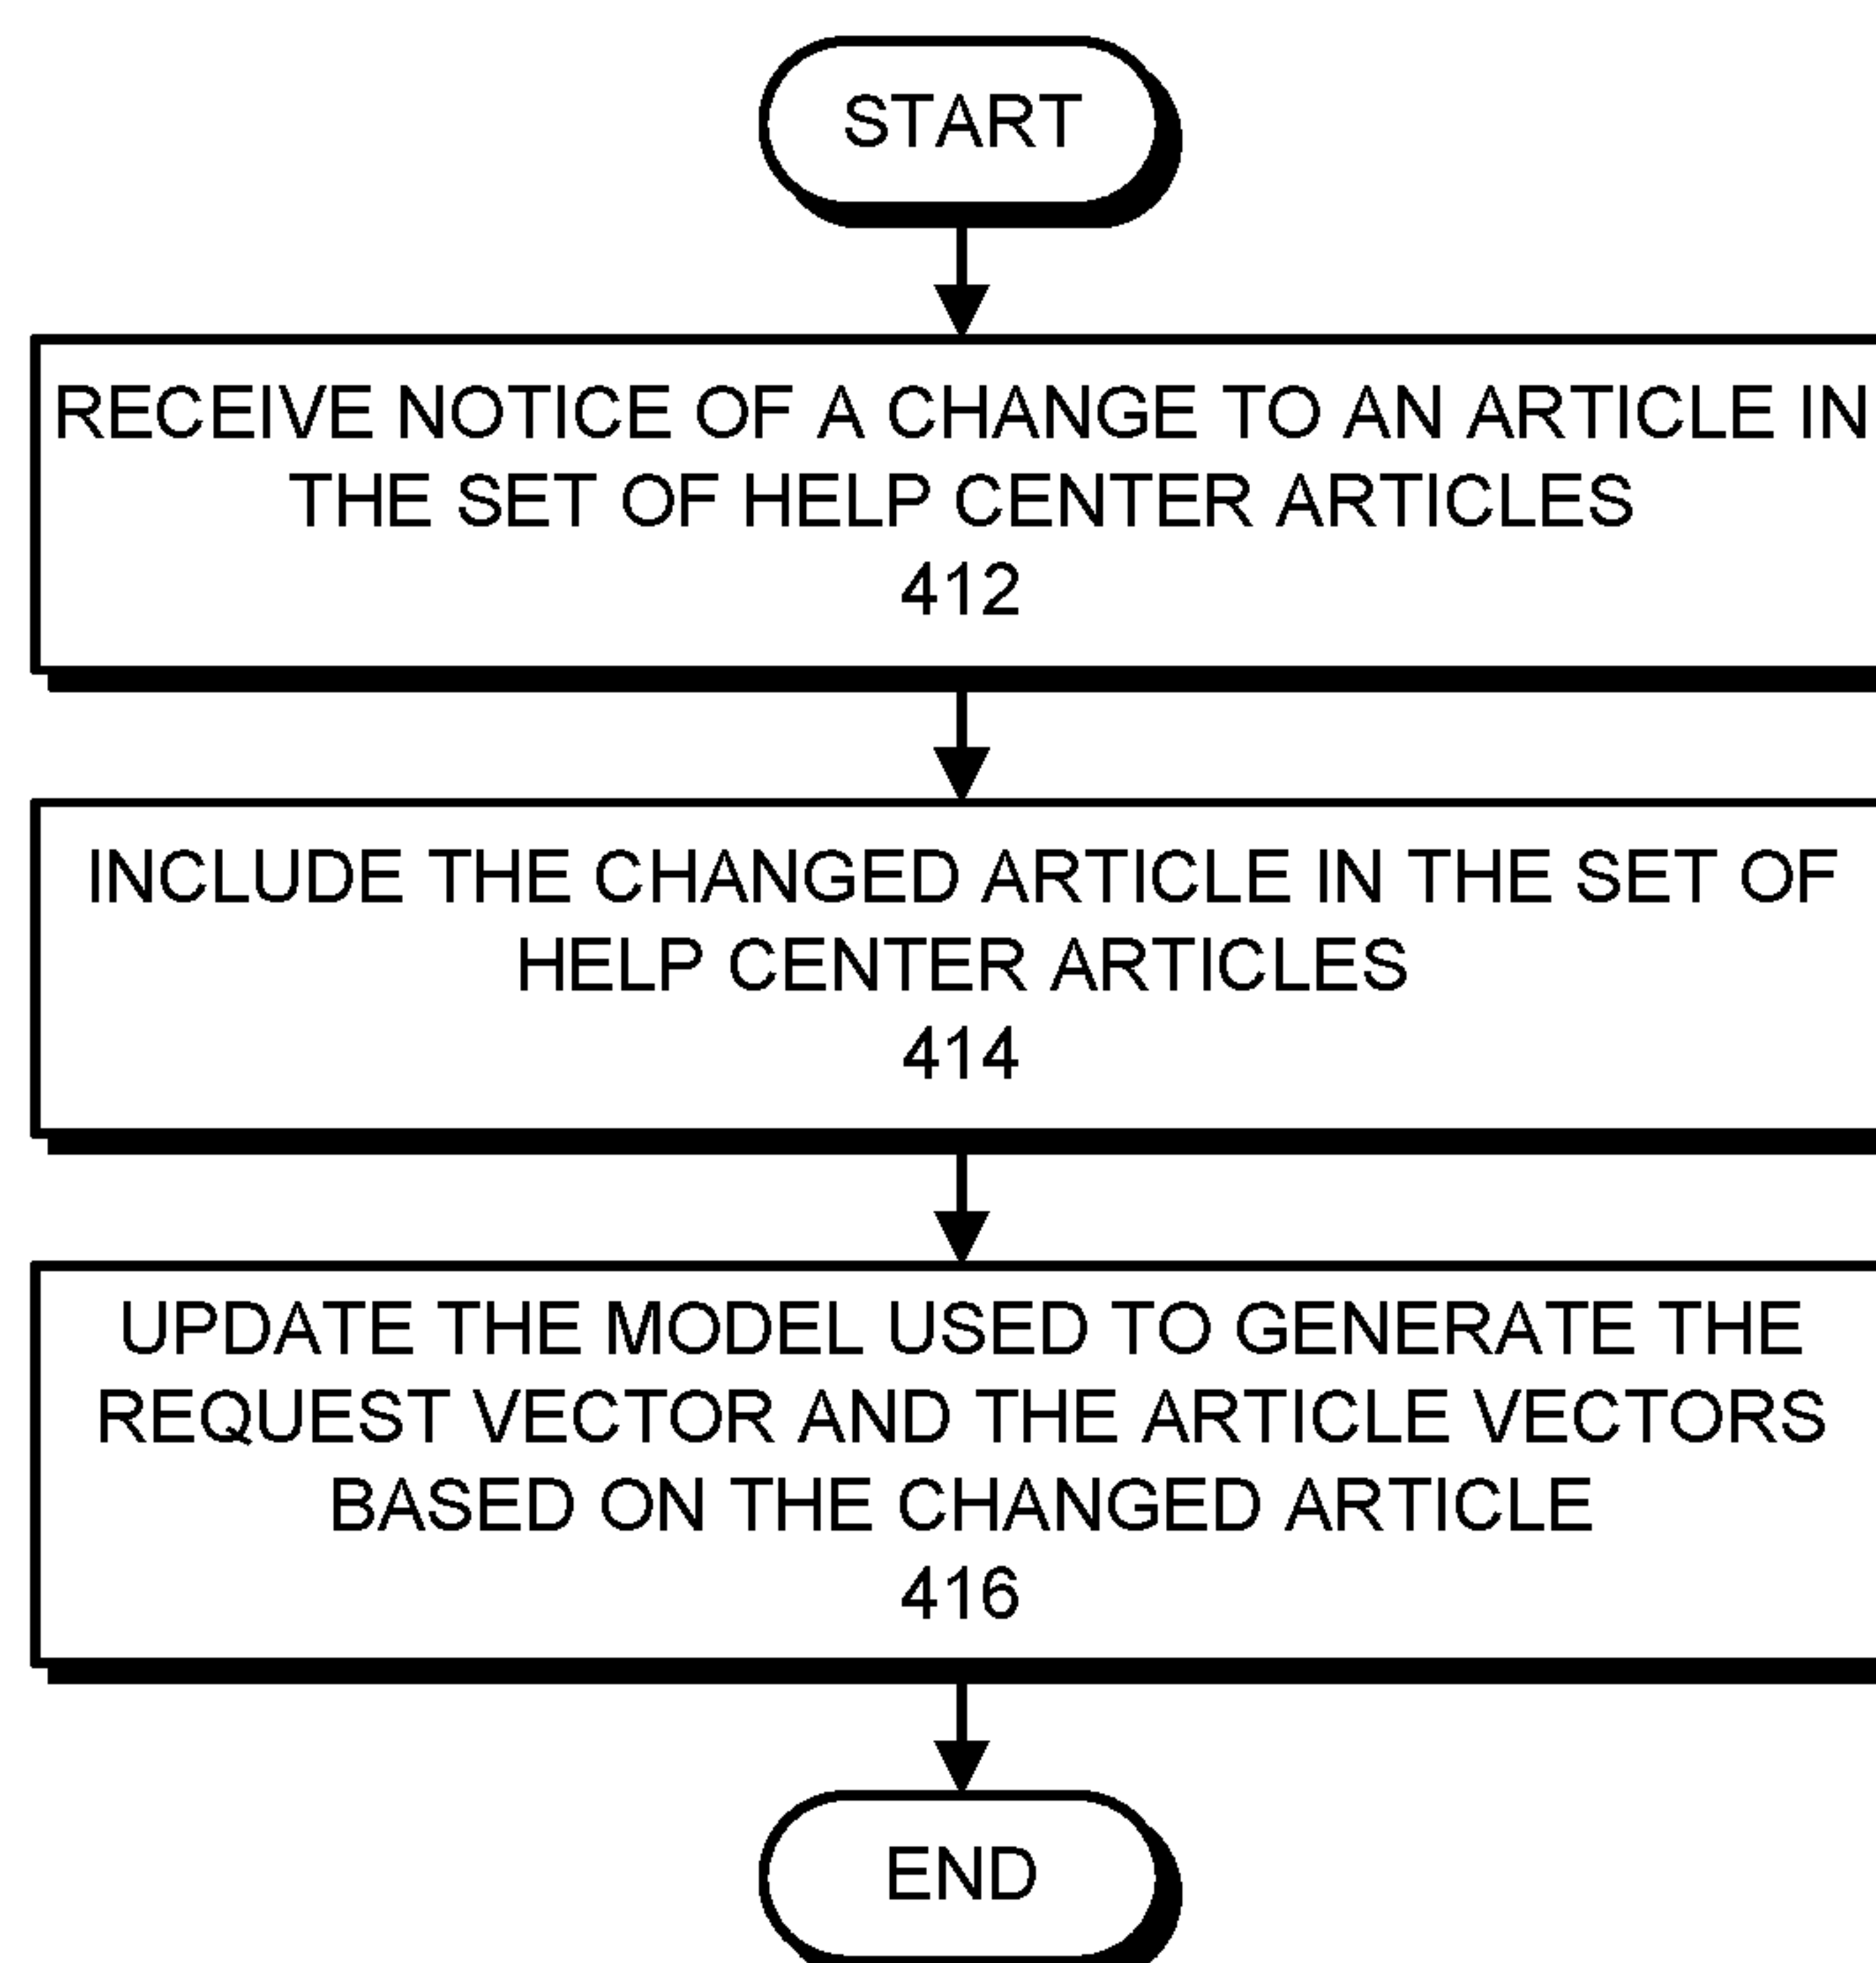 START
RECEIVE NOTICE OF A CHANGE TO AN ARTICLE IN
THE SET OF HELP CENTER ARTICLES
412
INCLUDE THE CHANGED ARTICLE IN THE SET OF
HELP CENTER ARTICLES
414
UPDATE THE MODEL USED TO GENERATE THE
REQUEST VECTOR AND THE ARTICLE VECTORS
BASED ON THE CHANGED ARTICLE
416
END